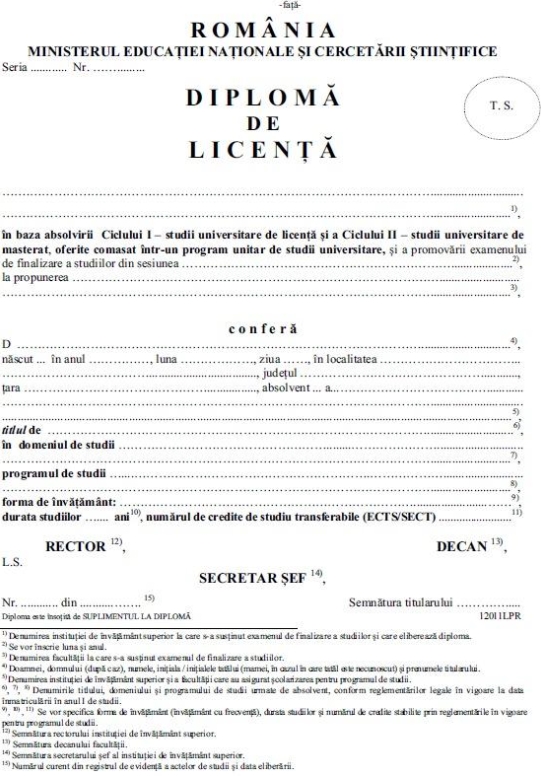 -faţă-
ROMÂNIA
MINISTERUL EDUCAŢIEI NAŢIONALE ŞI CERCETĂRII ŞTIINŢIFICE
Seria ............ Nr. ................
DIPLOMĂ
T. S.
DE
LICENŢĂ
................................................................
................................................................ 1),
în baza absolvirii Ciclului I – studii universitare de licenţă şi a Ciclului II – studii universitare de
masterat, oferite comasat într-un program unitar de studii universitare, şi a promovării examenului
de finalizare a studiilor din sesiunea ................................................................ 2),
la propunerea ................................................................
................................................................ 3),
conferă
D ................................................................ 4),
născut ... în anul ................, luna ................, ziua ......, în localitatea ................................
................................................................, judeţul ................................................................,
ţara ................................................................, absolvent ... a................................................................
................................................................
................................................................ 5)
titlul de ................................................................ 6),
în domeniul de studii ................................................................
................................................................ 7),
programul de studii ................................................................
................................................................ 8),
forma de învăţământ: ................................................................ 9),
durata studiilor ....... ani 10), numărul de credite de studiu transferabile (ECTS/SECT) ........................ 11)
RECTOR 12),
DECAN 13),
L.S.
SECRETAR ŞEF 14),
Nr. ............ din .................. 15)
Semnătura titularului ..................
Diploma este însoţită de SUPLIMENTUL LA DIPLOMĂ
12011LPR
1) Denumirea instituţiei de învăţământ superior la care s-a susţinut examenul de finalizare a studiilor şi care eliberează diploma.
2) Se vor înscrie luna şi anul.
3) Denumirea facultăţii la care s-a susţinut examenul de finalizare a studiilor.
4) Doamnei, domnului (după caz), numele, iniţiala / iniţialele tatălui (mamei, în cazul în care tatăl este necunoscut) şi prenumele titularului.
5) Denumirea instituţiei de învăţământ superior şi a facultăţii care au asigurat şcolarizarea pentru programul de studii.
6), 7), 8) Denumirile titlului, domeniului şi programului de studii urmate de absolvent, conform reglementărilor legale în vigoare la data
înmatriculării în anul I de studii.
9), 10), 11) Se vor specifica forma de învăţământ (învăţământ cu frecvenţă), durata studiilor şi numărul de credite stabilite prin reglementările în vigoare
pentru programul de studii.
12) Semnătura rectorului instituţiei de învăţământ superior.
13) Semnătura decanului facultăţii.
14) Semnătura secretarului şef al instituţiei de învăţământ superior.
15) Numărul curent din registrul de evidenţă a actelor de studii şi data eliberării.